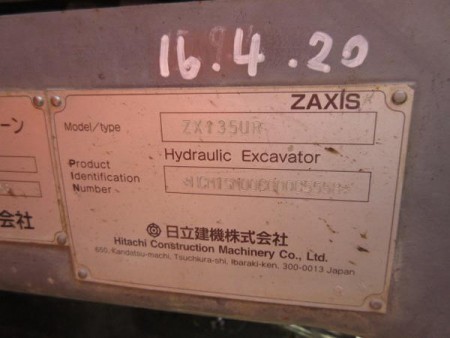 16.4.20
ZAXIS
Model/type ZX135UR
ーン
Hydraulic Excavator
Product
Identification
Number
会社
日立建機株式会社
Hitachi Construction Machinery Co., Ltd.
650, Kandatsu-machi, Tsuchiura-shi, Ibaraki-ken, 300-0013 Japan